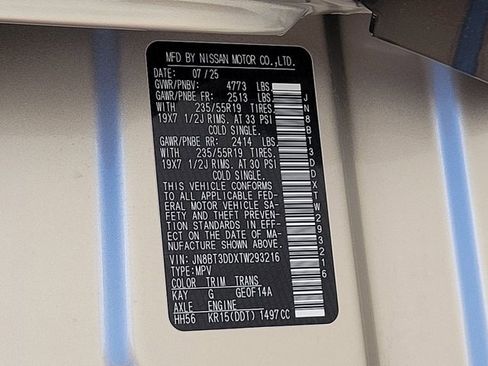 MFD BY NISSAN MOTOR CO.,LTD.
DATE: 07/25
GVWR/PNBV: 4773 LBS
GAWR/PNBE FR: 2513 LBS
WITH 235/55R19 TIRES.
19X7 1/2J RIMS. AT 33 PSI
COLD SINGLE.
GAWR/PNBE RR: 2414 LBS
WITH 235/55R19 TIRES.
19X7 1/2J RIMS. AT 30 PSI
COLD SINGLE.
THIS VEHICLE CONFORMS
TO ALL APPLICABLE FED-
ERAL MOTOR VEHICLE SA-
FETY AND THEFT PREVEN-
TION STANDARDS IN EFF-
ECT ON THE DATE OF MA-
NUFACTURE SHOWN ABOVE.
VIN: JN8BT3DDXTW293216
TYPE:MPV
COLOR TRIM TRANS
KAY G GE0F14A
AXLE ENGINE
HH56 KR15(DDT) 1497CC
JN8BT3DDXTW293216